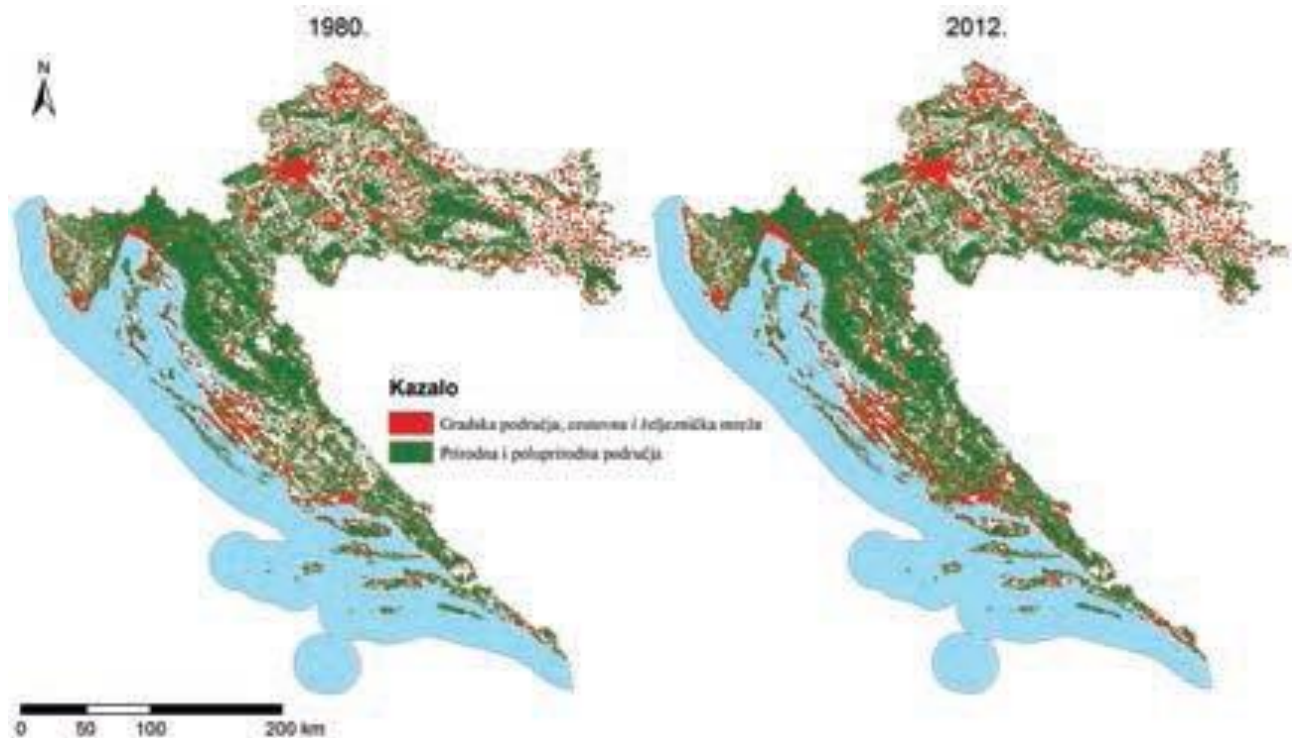 1980.
2012.
N
Kazalo
Gradska područja, cestovna i željeznička mreža
Prirodna i poluprirodna područja
0 50 100 200 km